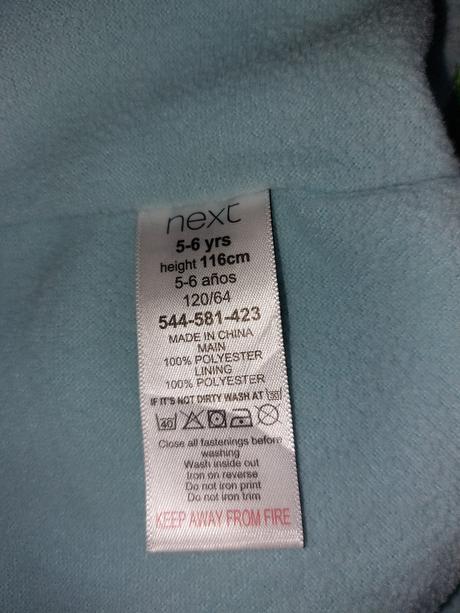 next
5-6 yrs
height 116cm
5-6 años
120/64
544-581-423
MADE IN CHINA
MAIN
100% POLYESTER
LINING
100% POLYESTER
IF IT'S NOT DIRTY WASH AT 30
40
Close all fastenings before
washing
Wash inside out
Iron on reverse
Do not iron print
Do not iron trim
KEEP AWAY FROM FIRE